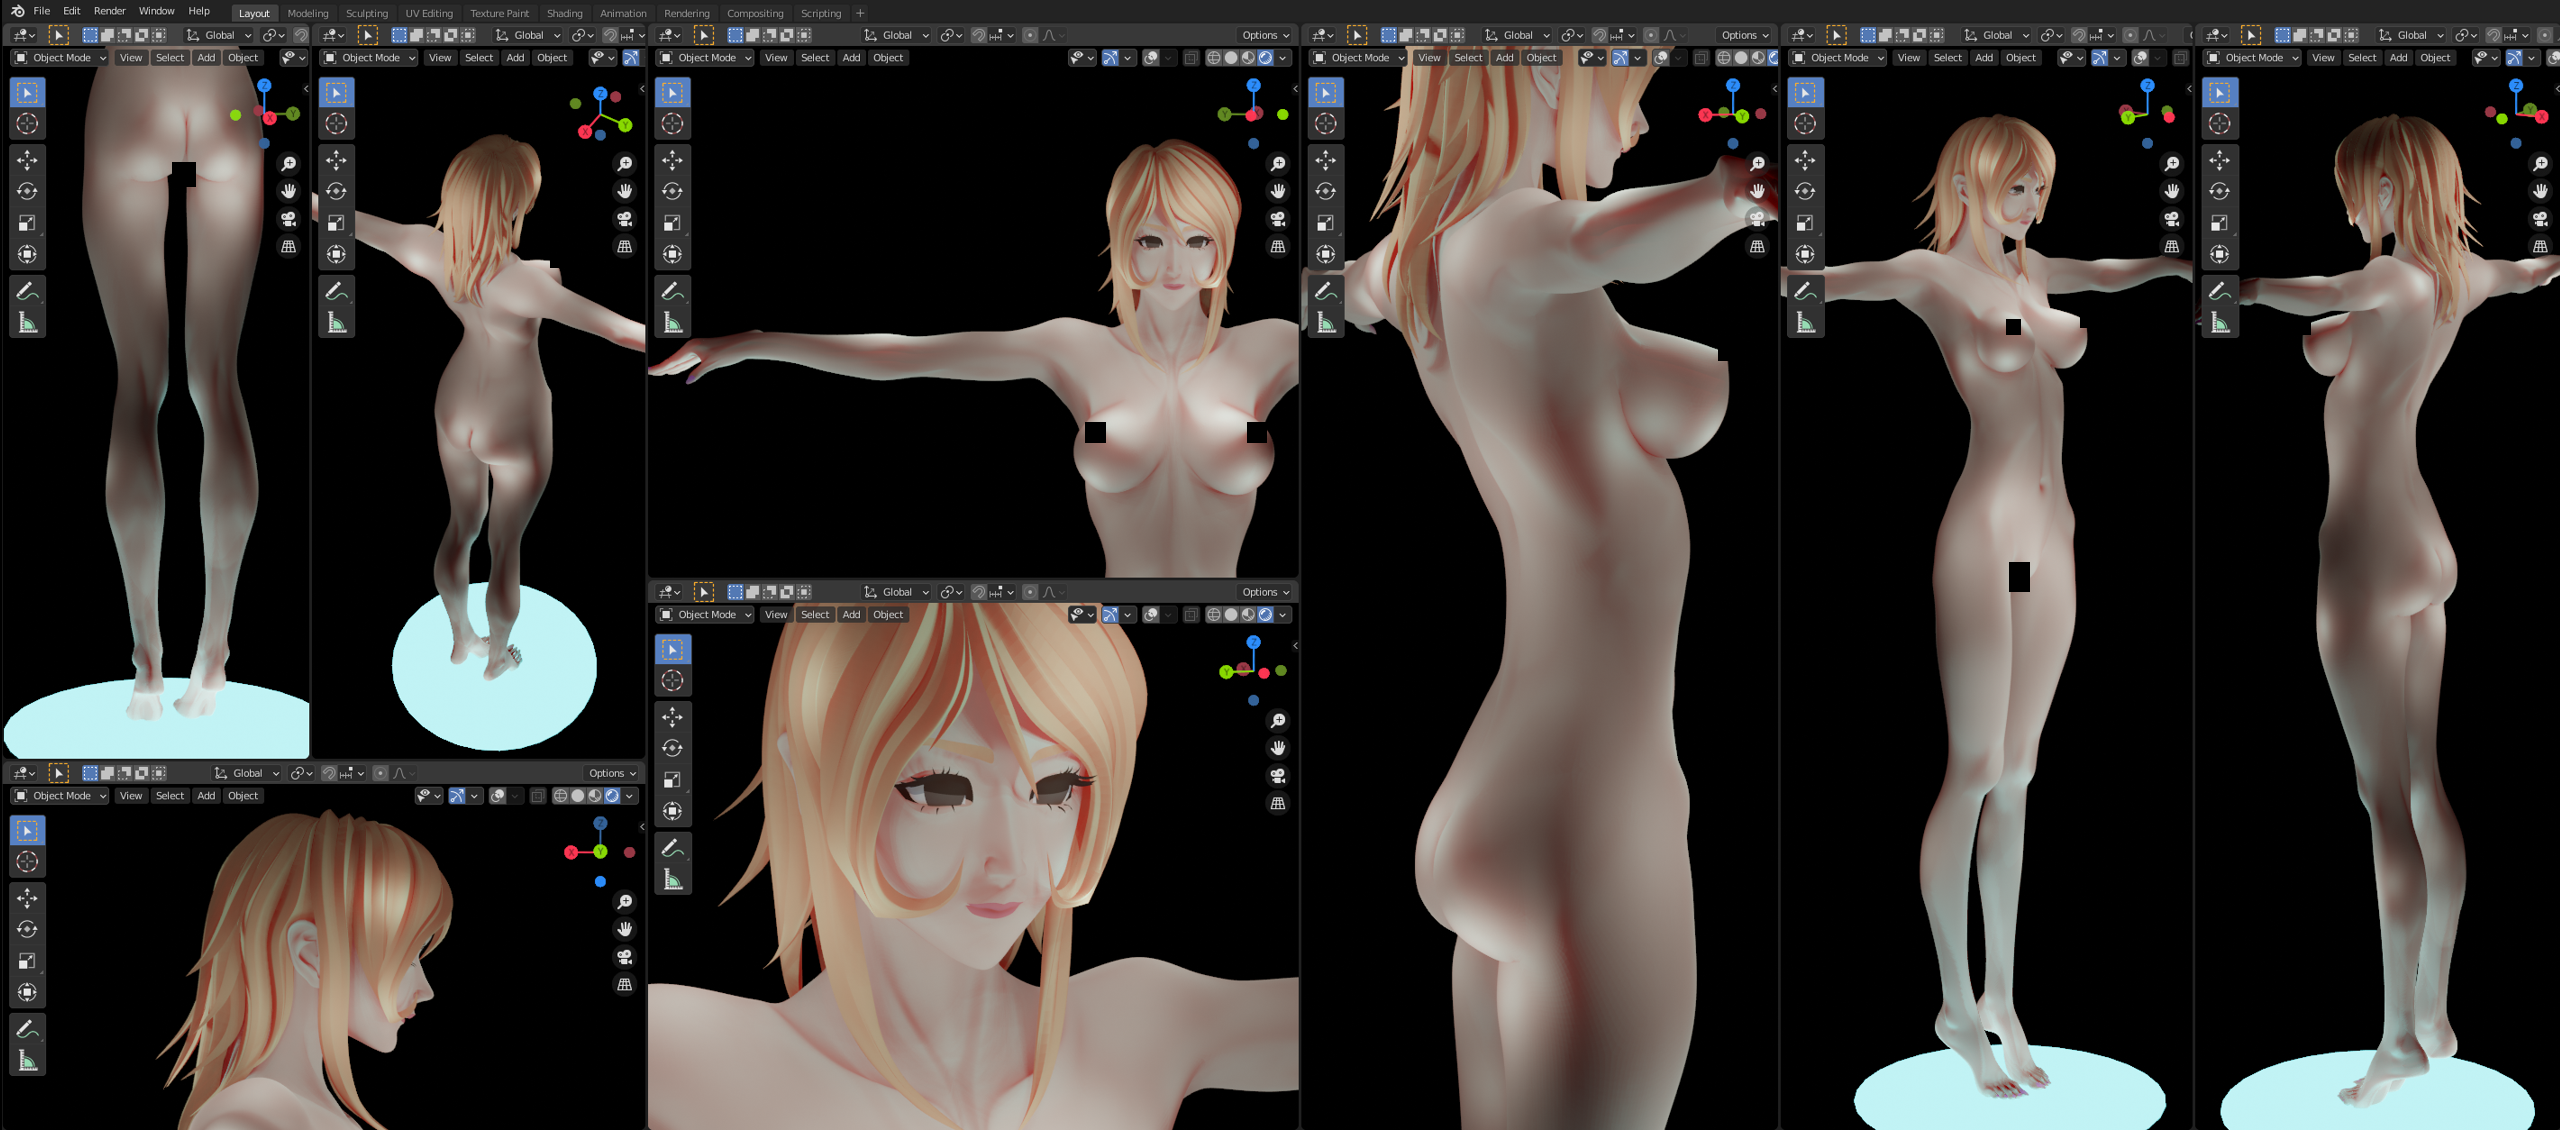 File Edit Render Window Help Layout Modeling Sculpting UV Editing Texture Paint Shading Animation Rendering Compositing Scripting +
Global
Object Mode View Select Add Object
Z
Y
X
Global
Object Mode View Select Add Object
Z
Y
X
Global Options
Object Mode View Select Add Object
Z
Y
Global Options
Object Mode View Select Add Object
Z
X
Y
Global
Object Mode View Select Add Object
Z
Y
Global
Object Mode View Select Add Object
Z
X
Global Options
Object Mode View Select Add Object
Z
Y
Global Options
Object Mode View Select Add Object
Z
X
Y